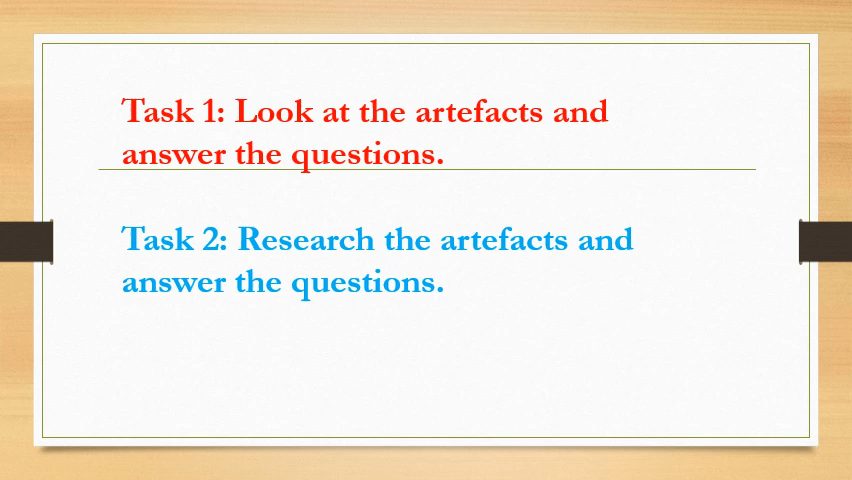 Task 1: Look at the artefacts and
answer the questions.
Task 2: Research the artefacts and
answer the questions.